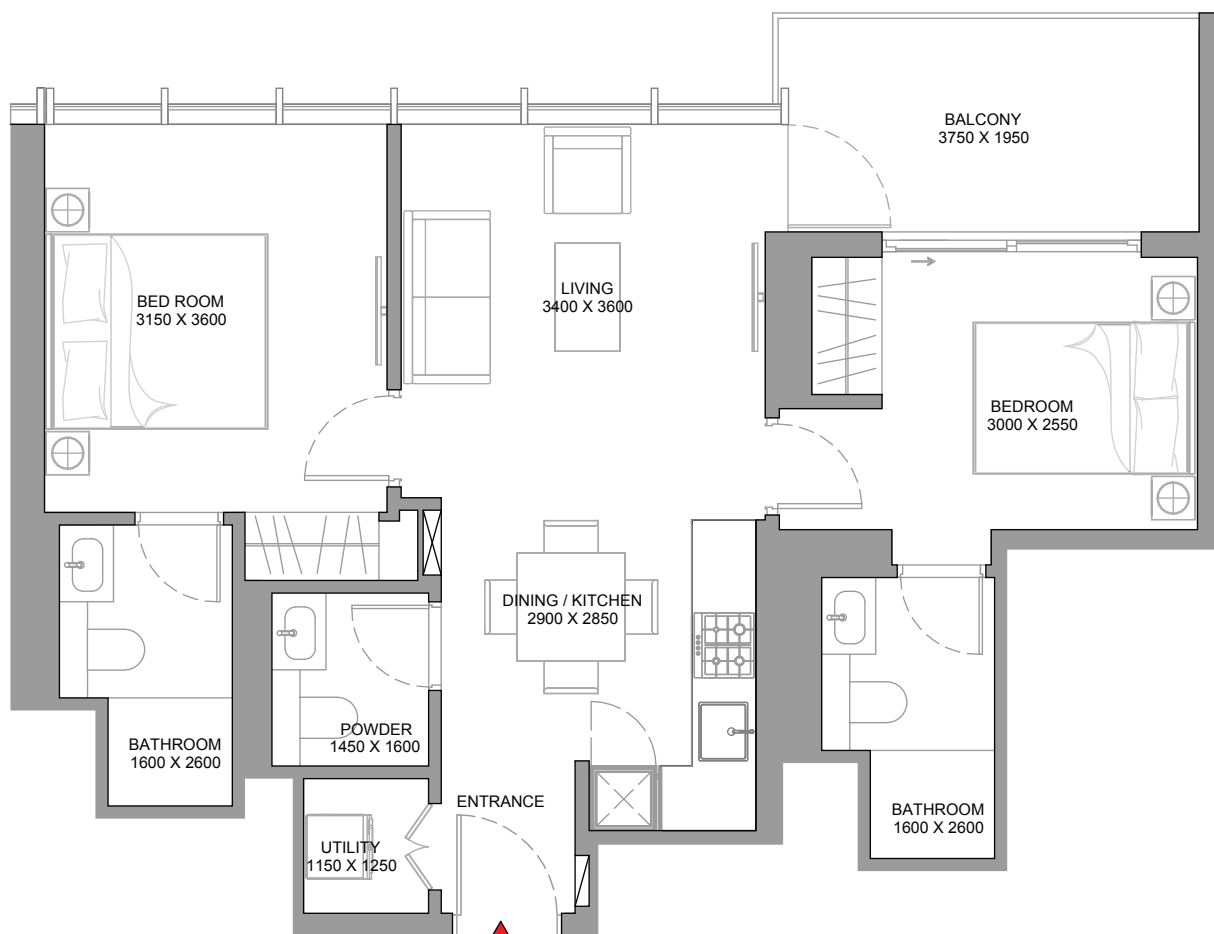 BALCONY
3750 X 1950
BED ROOM
3150 X 3600
LIVING
3400 X 3600
BEDROOM
3000 X 2550
DINING / KITCHEN
2900 X 2850
POWDER
1450 X 1600
BATHROOM
1600 X 2600
ENTRANCE
BATHROOM
1600 X 2600
UTILITY
1150 X 1250